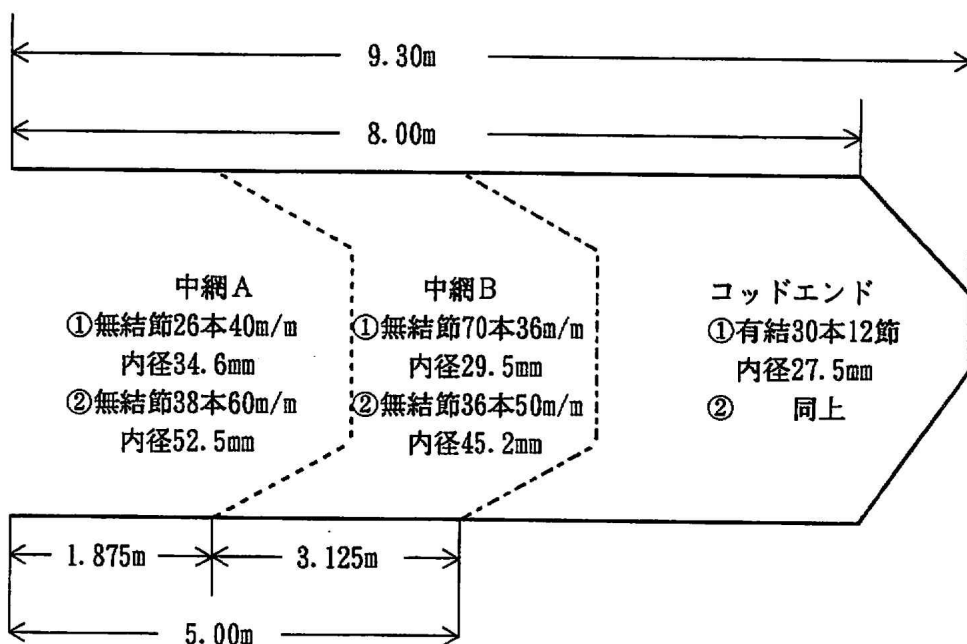 9.30m
8.00m
中網A
①無結節26本40m/m
内径34.6mm
②無結節38本60m/m
内径52.5mm
中網B
①無結節70本36m/m
内径29.5mm
②無結節36本50m/m
内径45.2mm
コッドエンド
①有結30本12節
内径27.5mm
② 同上
1.875m
3.125m
5.00m